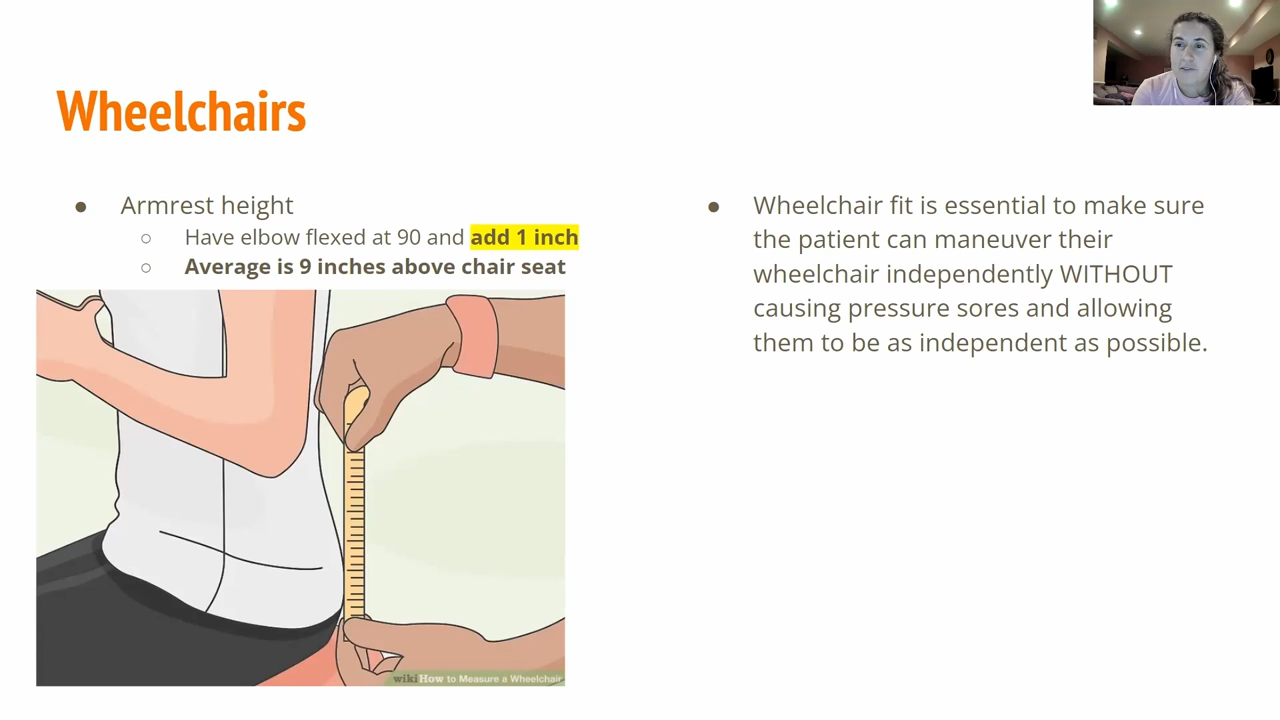 Wheelchairs
● Armrest height
○ Have elbow flexed at 90 and add 1 inch
○ Average is 9 inches above chair seat
wikiHow to Measure a Wheelchair
● Wheelchair fit is essential to make sure
the patient can maneuver their
wheelchair independently WITHOUT
causing pressure sores and allowing
them to be as independent as possible.